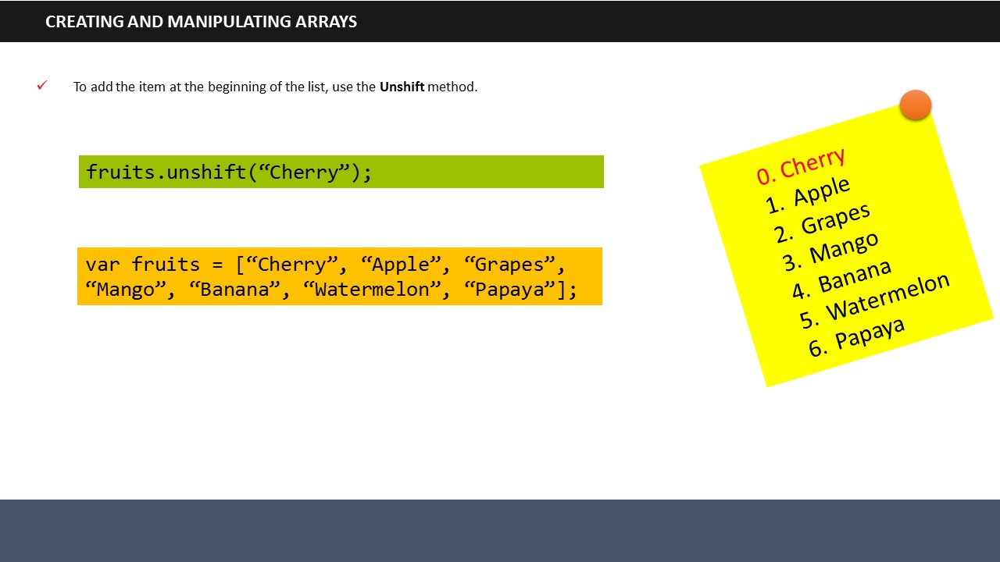 CREATING AND MANIPULATING ARRAYS
✓ To add the item at the beginning of the list, use the Unshift method.
fruits.unshift(“Cherry”);
var fruits = [“Cherry”, “Apple”, “Grapes”,
“Mango”, “Banana”, “Watermelon”, “Papaya”];
0. Cherry
1. Apple
2. Grapes
3. Mango
4. Banana
5. Watermelon
6. Papaya